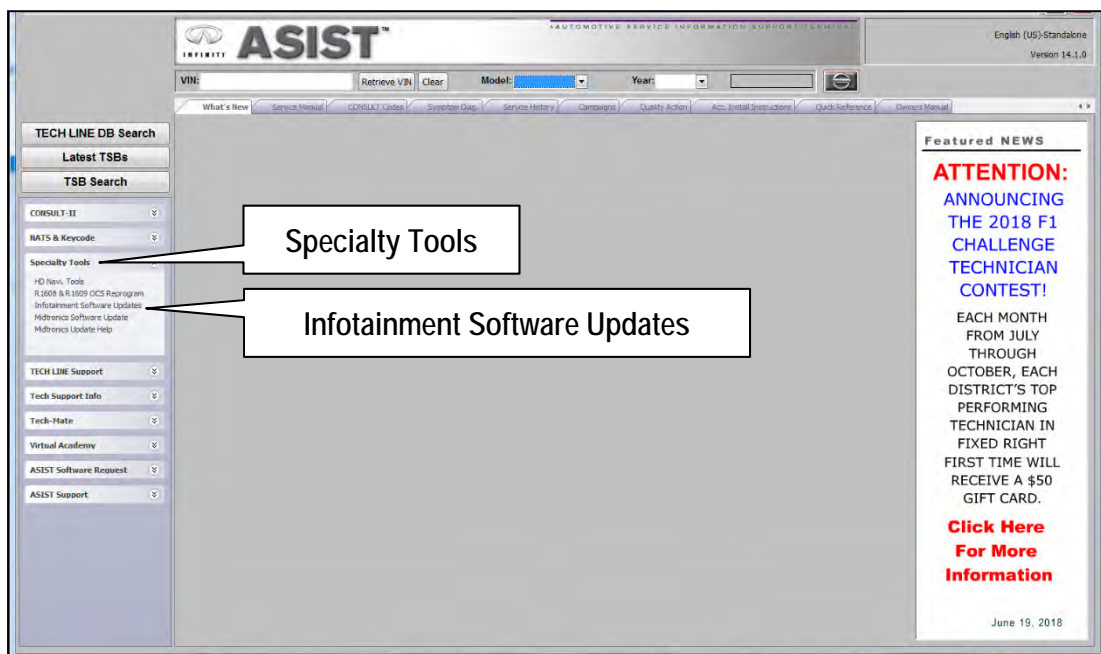 AUTOMOTIVE SERVICE INFORMATION SUPPORT TERMINAL
INFINITI
ASIST™
English (US)-Standalone
Version 14.1.0
VIN: Retrieve VIN Clear Model: Year:
What's New Service Manual CONSULT Codes Symptom Diag. Service History Campaigns Quality Action Acc. Install Instructions Quick Reference Owners Manual
TECH LINE DB Search
Latest TSBs
TSB Search
CONSULT-II
NATS & Keycode
Specialty Tools
HD Navi. Tools
R1608 & R1609 OCS Reprogram
Infotainment Software Updates
Midtronics Software Update
Midtronics Update Help
TECH LINE Support
Tech Support Info
Tech-Mate
Virtual Academy
ASIST Software Request
ASIST Support
Specialty Tools
Infotainment Software Updates
Featured NEWS
ATTENTION:
ANNOUNCING
THE 2018 F1
CHALLENGE
TECHNICIAN
CONTEST!
EACH MONTH
FROM JULY
THROUGH
OCTOBER, EACH
DISTRICT'S TOP
PERFORMING
TECHNICIAN IN
FIXED RIGHT
FIRST TIME WILL
RECEIVE A $50
GIFT CARD.
Click Here
For More
Information
June 19, 2018